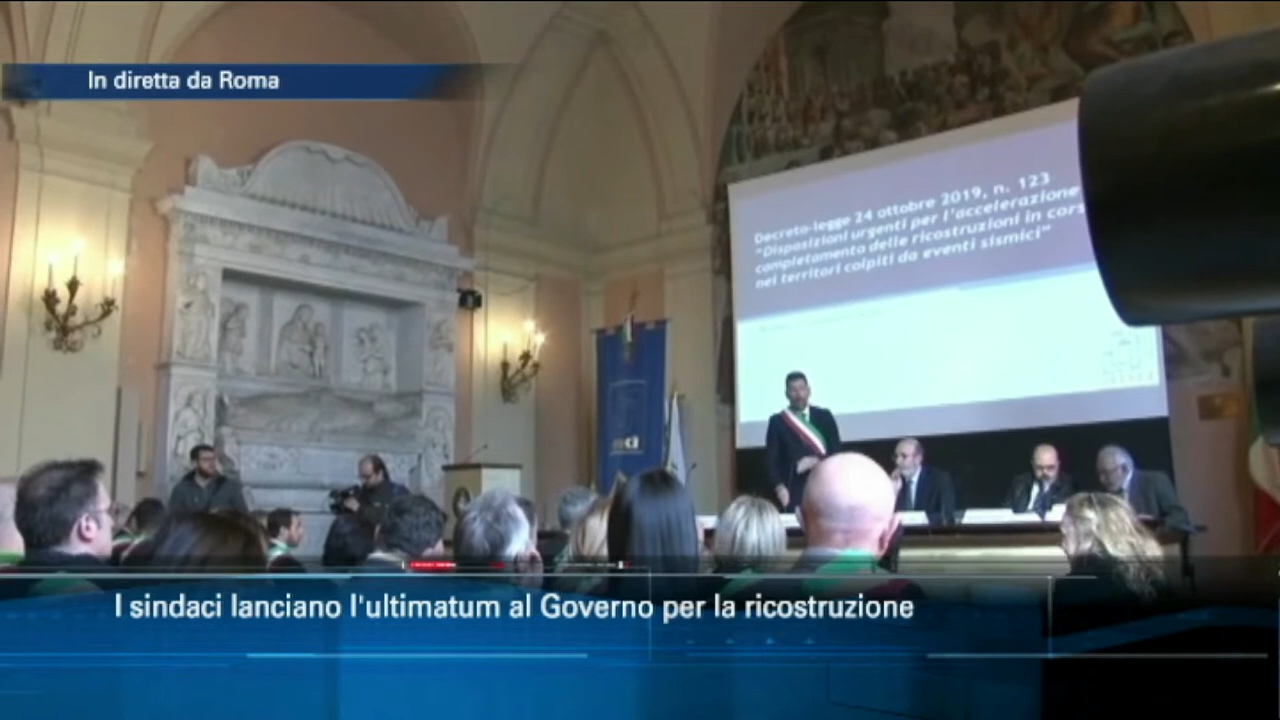 In diretta da Roma
Decreto-legge 24 ottobre 2019, n. 123
"Disposizioni urgenti per l'accelerazione
completamento delle ricostruzioni in cors
nei territori colpiti da eventi sismici"
I sindaci lanciano l'ultimatum al Governo per la ricostruzione